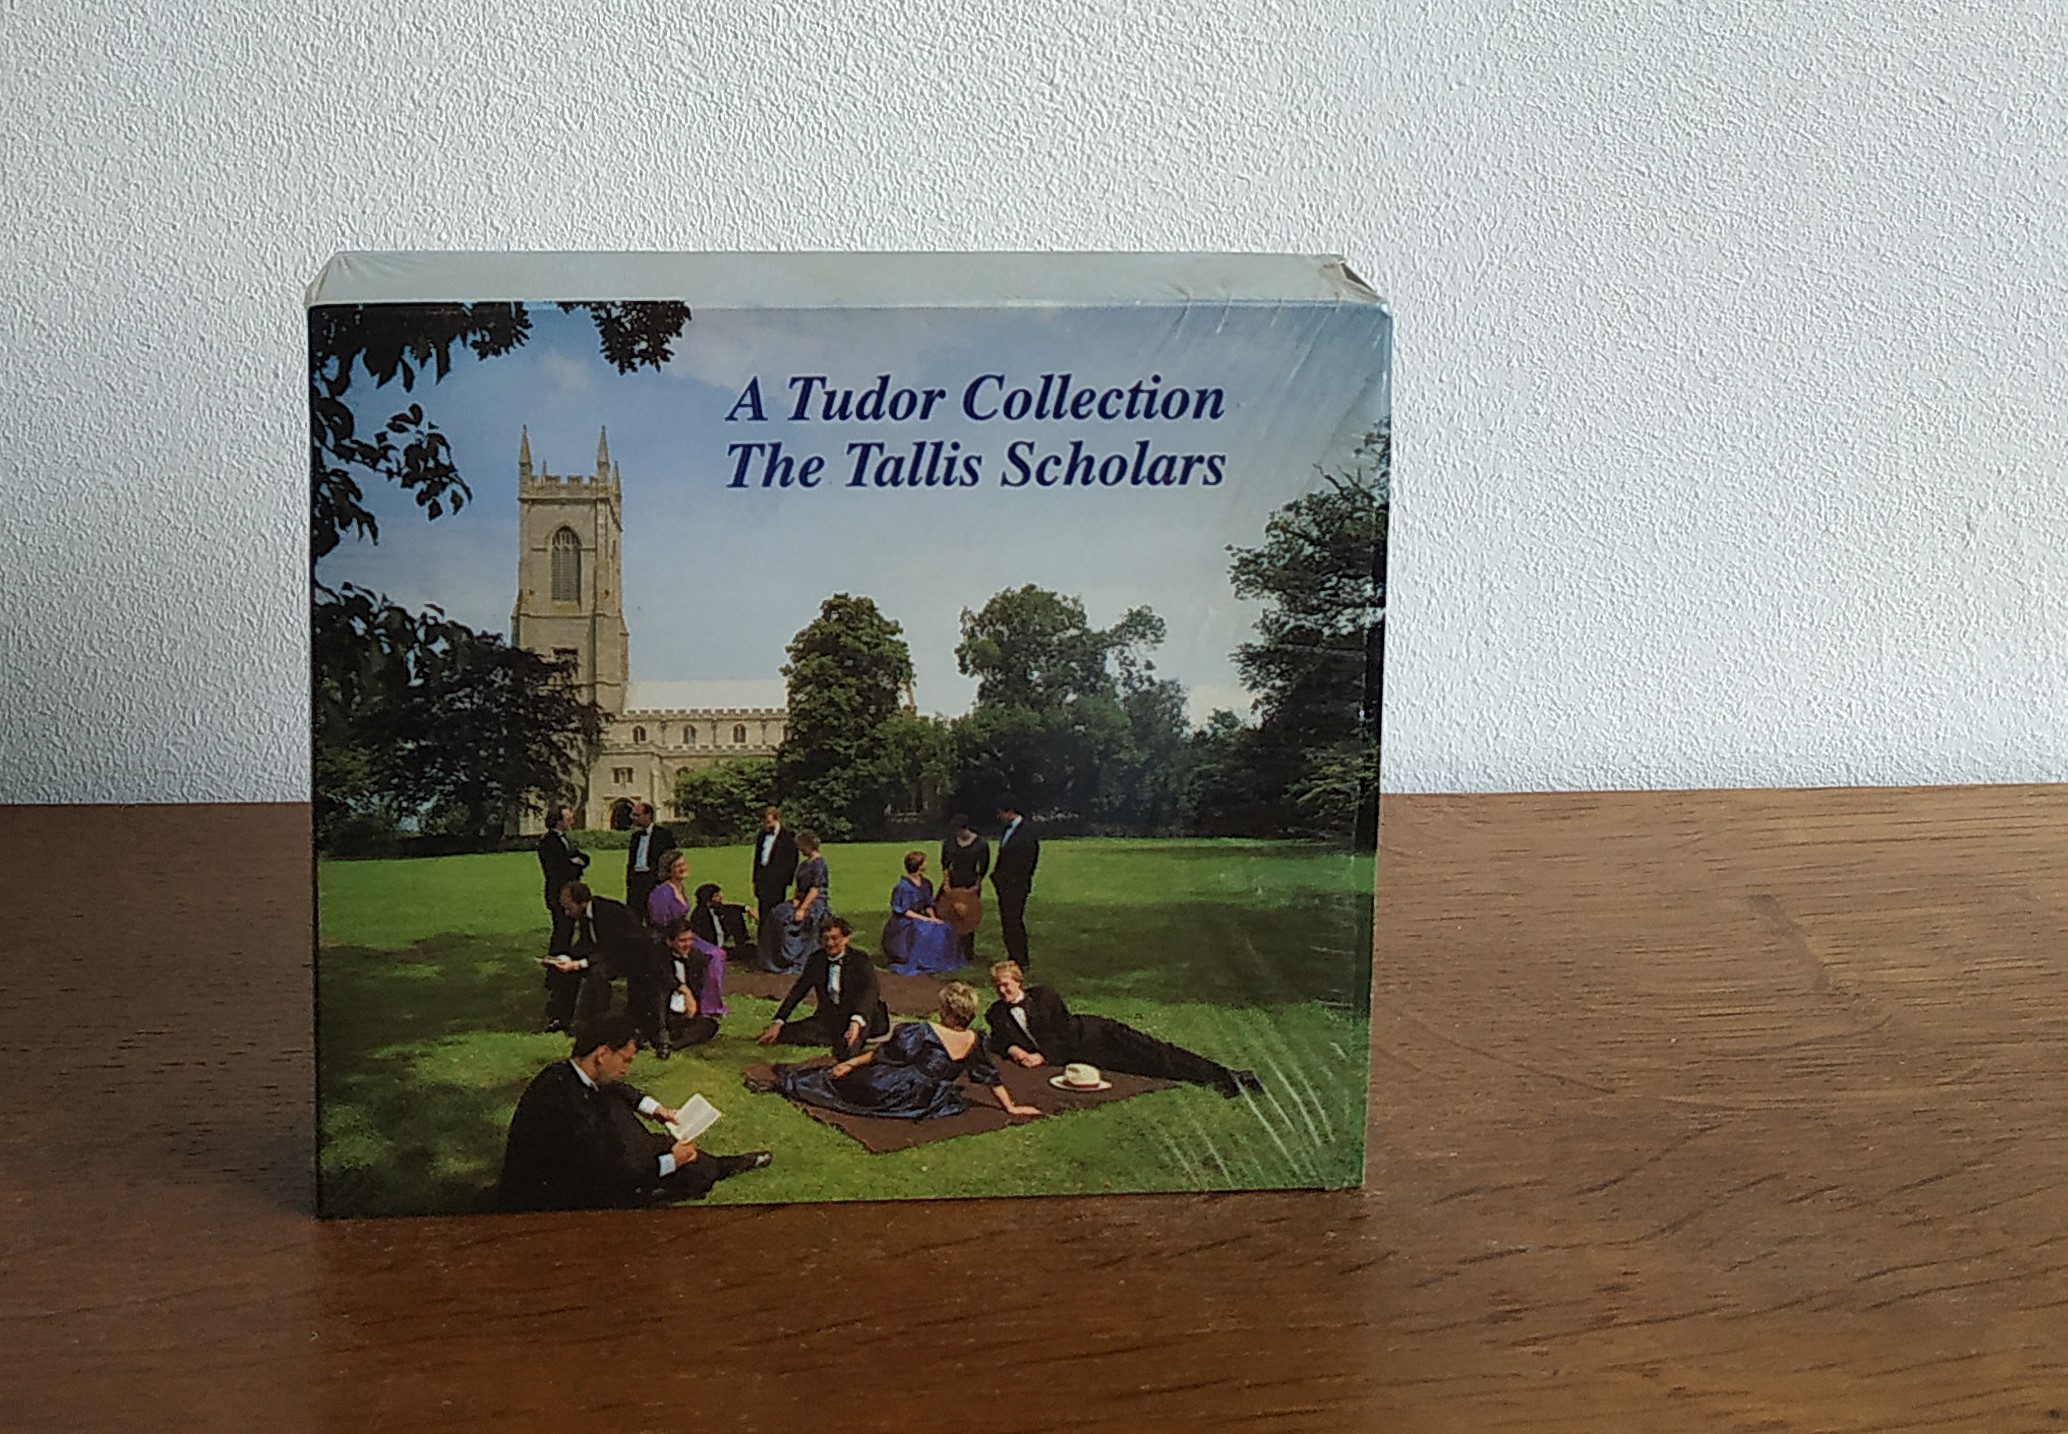 A Tudor Collection
The Tallis Scholars